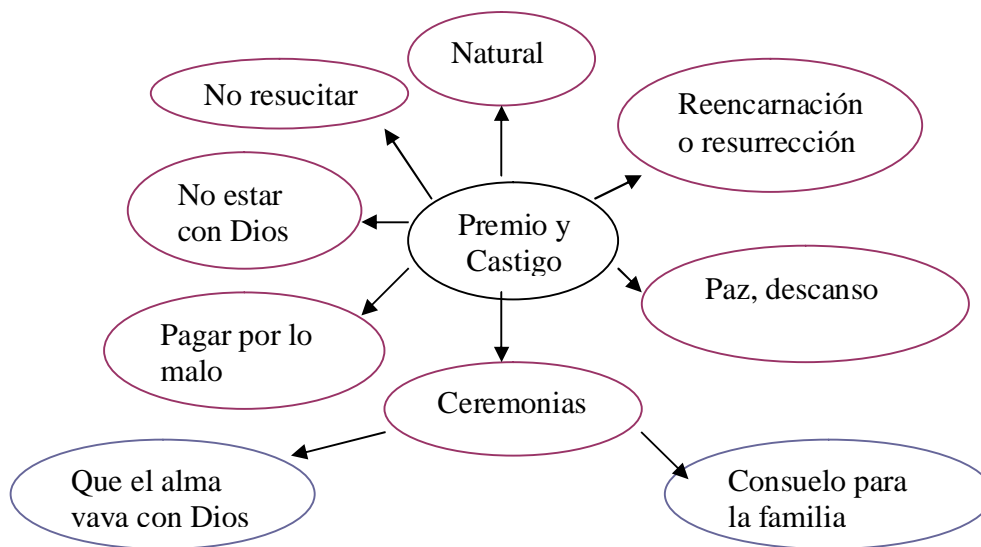 Natural
No resucitar
Reencarnación
o resurrección
No estar
con Dios
Premio y
Castigo
Paz, descanso
Pagar por lo
malo
Ceremonias
Que el alma
vaya con Dios
Consuelo para
la familia